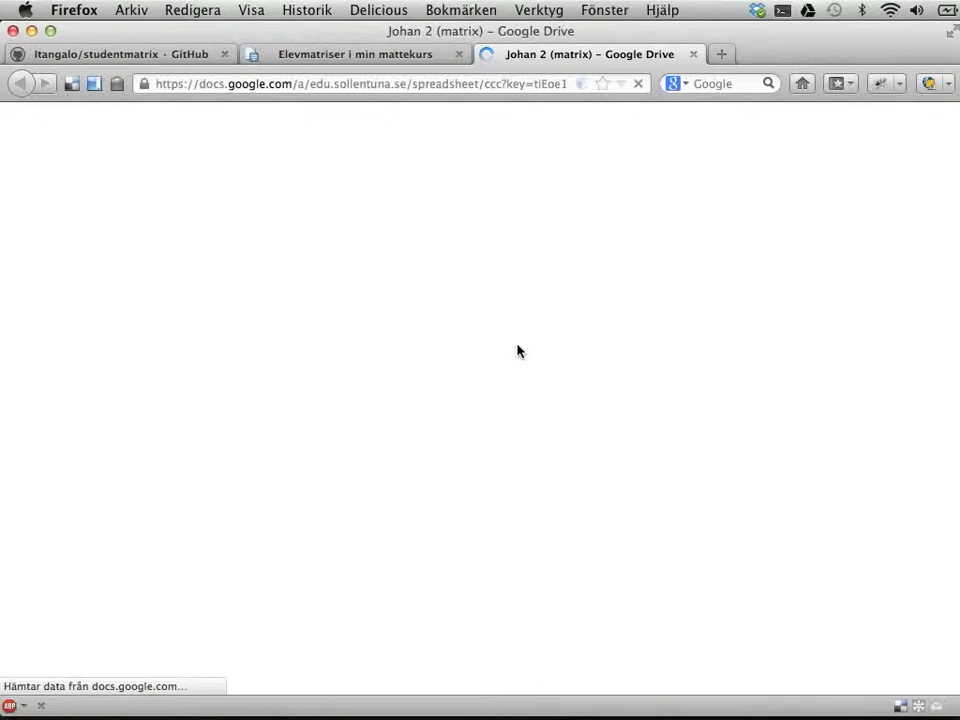 Firefox Arkiv Redigera Visa Historik Delicious Bokmärken Verktyg Fönster Hjälp
Johan 2 (matrix) – Google Drive
Itangalo/studentmatrix · GitHub Elevmatriser i min mattekurs Johan 2 (matrix) – Google Drive
https://docs.google.com/a/edu.sollentuna.se/spreadsheet/ccc?key=tiEoe1 Google
Hämtar data från docs.google.com...
ABP